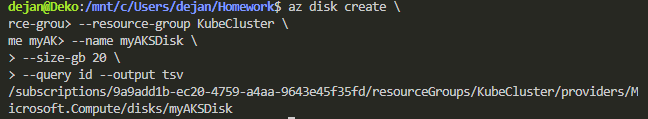 dejan@Deko:/mnt/c/Users/dejan/Homework$ az disk create \
rce-grou> --resource-group KubeCluster \
me myAK> --name myAKSDisk \
> --size-gb 20 \
> --query id --output tsv
/subscriptions/9a9add1b-ec20-4759-a4aa-9643e45f35fd/resourceGroups/KubeCluster/providers/M
icrosoft.Compute/disks/myAKSDisk